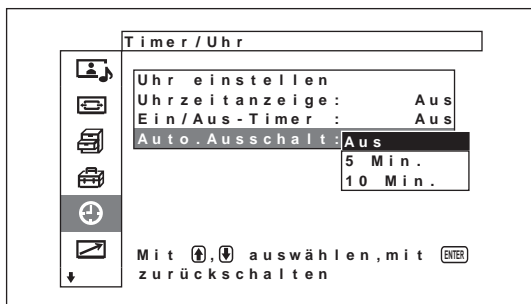 Timer/Uhr
Uhr einstellen
Uhrzeitanzeige: Aus
Ein/Aus-Timer : Aus
Auto.Ausschalt: Aus
5 Min.
10 Min.
Mit , auswählen,mit ENTER
zurückschalten